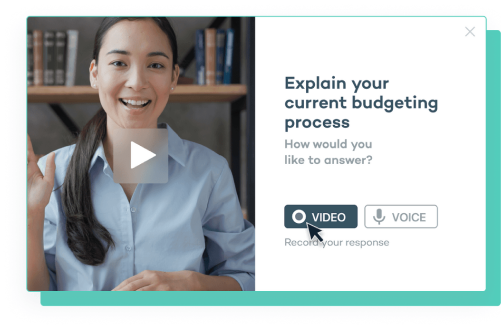 Explain your
current budgeting
process
How would you
like to answer?
VIDEO
VOICE
Record your response